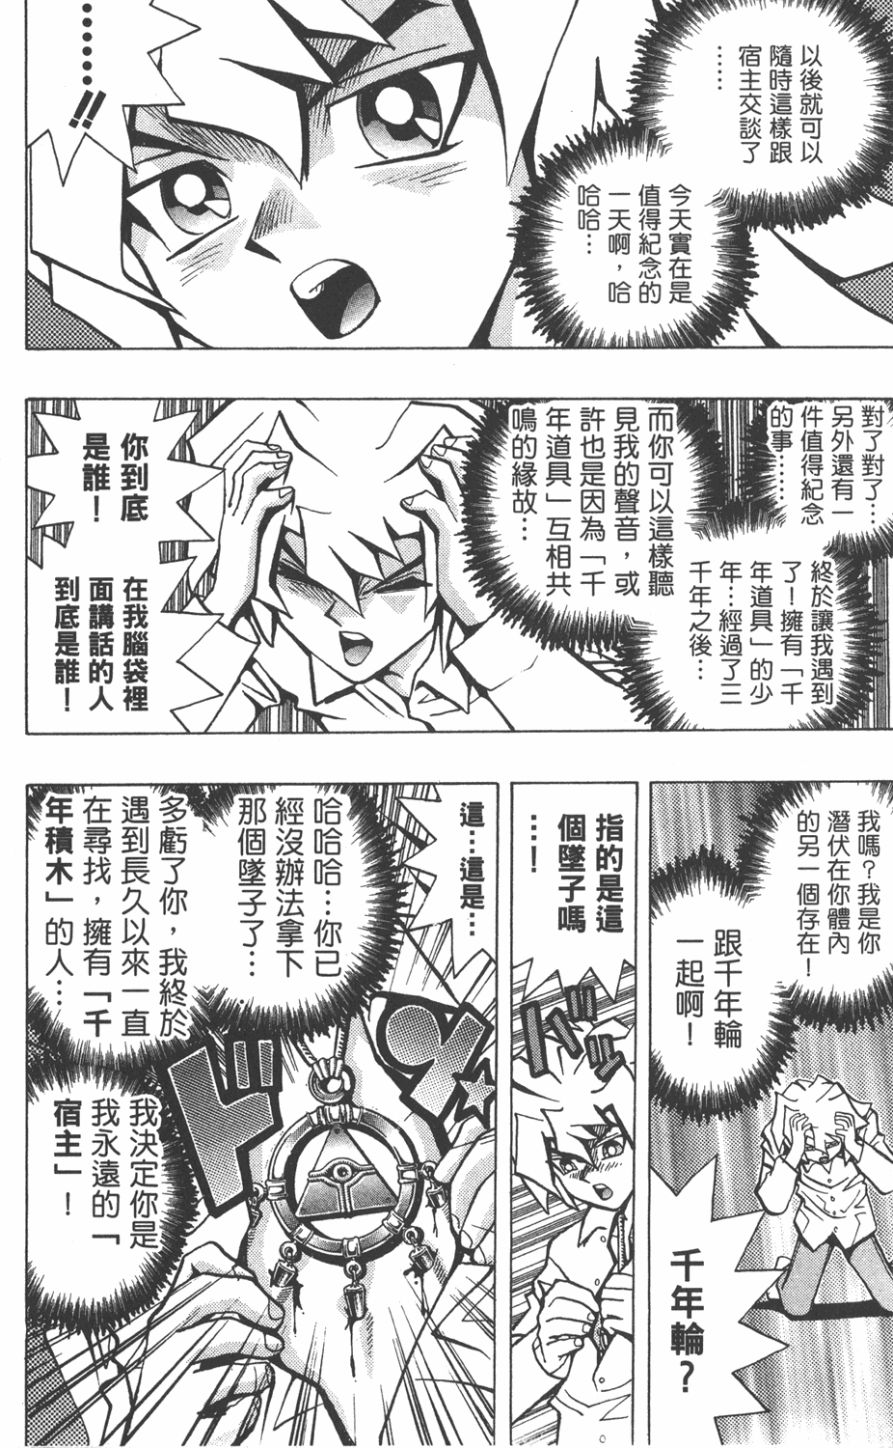 以後就可以
隨時這樣跟
宿主交談了
……
今天實在是
值得紀念的
一天啊，哈
哈哈…
………!!
對了對了…
另外還有一
件值得紀念
的事………
終於讓我遇到
了！擁有「千
年道具」的少
年…經過了三
千年之後…
而你可以這樣聽
見我的聲音，或
許也是因為「千
年道具」互相共
鳴的緣故…
你到底
是誰！
在我腦袋裡
面講話的人
到底是誰！
我嗎？我是你
潛伏在你體內
的另一個存在！
跟千年輪
一起啊！
千年輪？
指的是這
個墜子嗎
…！
這…這是…
哈哈哈…你已
經沒辦法拿下
那個墜子了…
多虧了你，我終於
遇到長久以來一直
在尋找，擁有「千
年積木」的人…
我決定你是
我永遠的「
宿主」！
ドクン